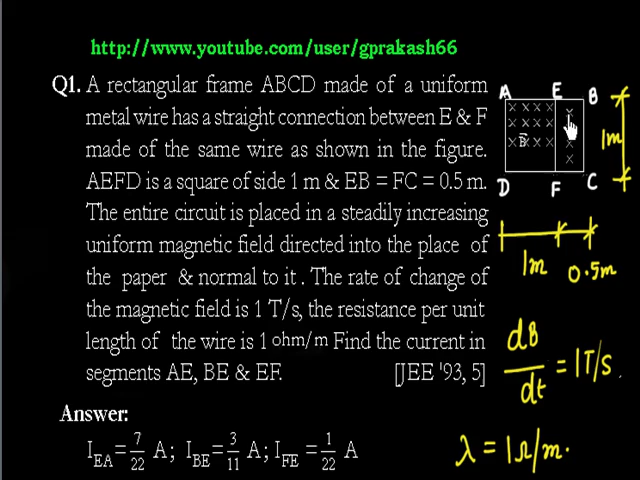 http://www.youtube.com/user/gprakash66
Q1. A rectangular frame ABCD made of a uniform
metal wire has a straight connection between E & F
made of the same wire as shown in the figure.
AEFD is a square of side 1 m & EB = FC = 0.5 m.
The entire circuit is placed in a steadily increasing
uniform magnetic field directed into the place of
the paper & normal to it . The rate of change of
the magnetic field is 1 T/s, the resistance per unit
length of the wire is 1 ohm/m Find the current in
segments AE, BE & EF. [JEE '93, 5]
Answer:
I_EA = 7/22 A; I_BE = 3/11 A; I_FE = 1/22 A
A E B
B
1m
D F C
1m 0.5m
dB/dt = 1T/s.
λ = 1Ω/m.